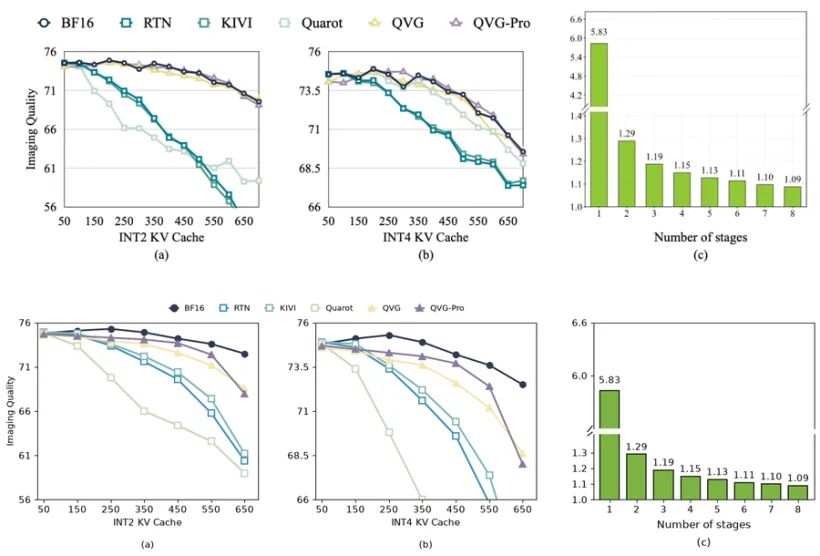 BF16 RTN KIVI Quarot QVG QVG-Pro
Imaging Quality
76
71
66
61
56
50 150 250 350 450 550 650
INT2 KV Cache
(a)
76
73.5
71
68.5
66
50 150 250 350 450 550 650
INT4 KV Cache
(b)
6.6
6.0
5.4
4.8
4.2
1.4
1.3
1.2
1.1
1.0
5.83 1.29 1.19 1.15 1.13 1.11 1.10 1.09
1 2 3 4 5 6 7 8
Number of stages
(c)
BF16 RTN KIVI Quarot QVG QVG-Pro
Imaging Quality
76
71
66
61
56
50 150 250 350 450 550 650
INT2 KV Cache
(a)
76
73.5
71
68.5
66
50 150 250 350 450 550 650
INT4 KV Cache
(b)
6.6
6.0
1.3
1.2
1.1
1.0
5.83 1.29 1.19 1.15 1.13 1.11 1.10 1.09
1 2 3 4 5 6 7 8
Number of stages
(c)